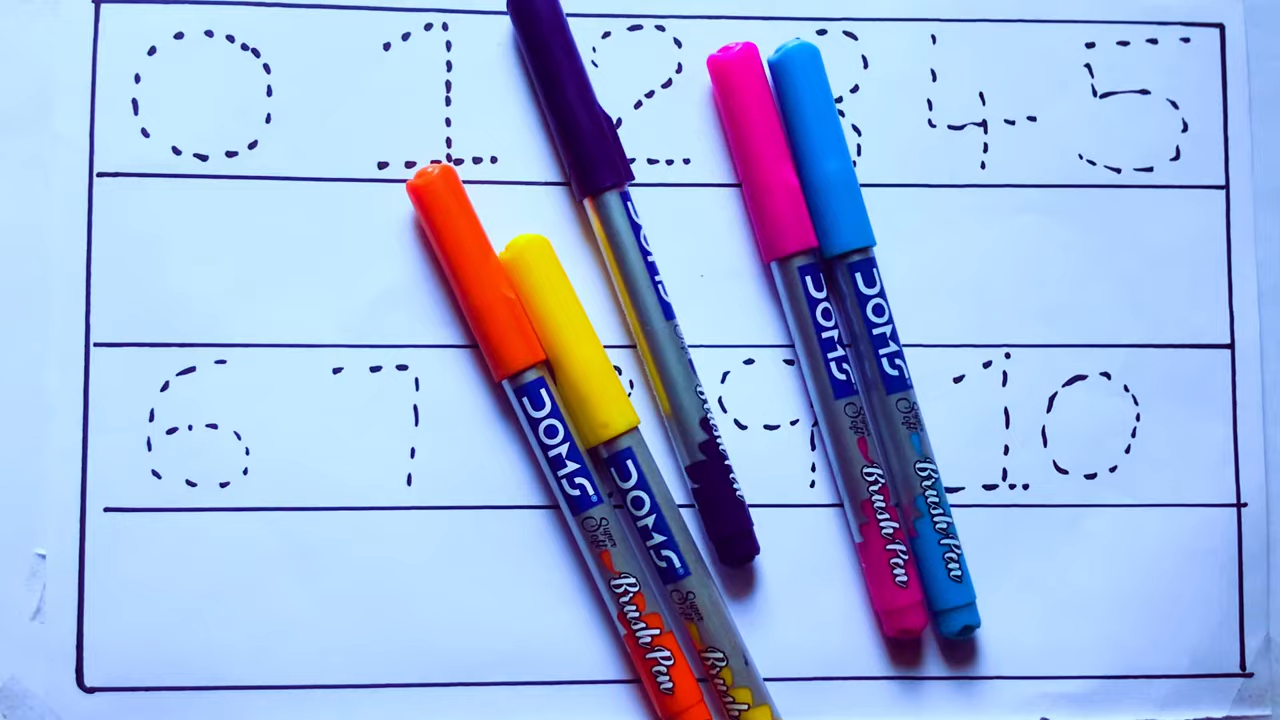 0 1 2 3 4 5
6 7 9 10
DOMS Super Soft Brush Pen
DOMS Super Soft Brush
DOMS Brush Pen
DOMS Super Soft Brush Pen
DOMS Super Soft Brush Pen